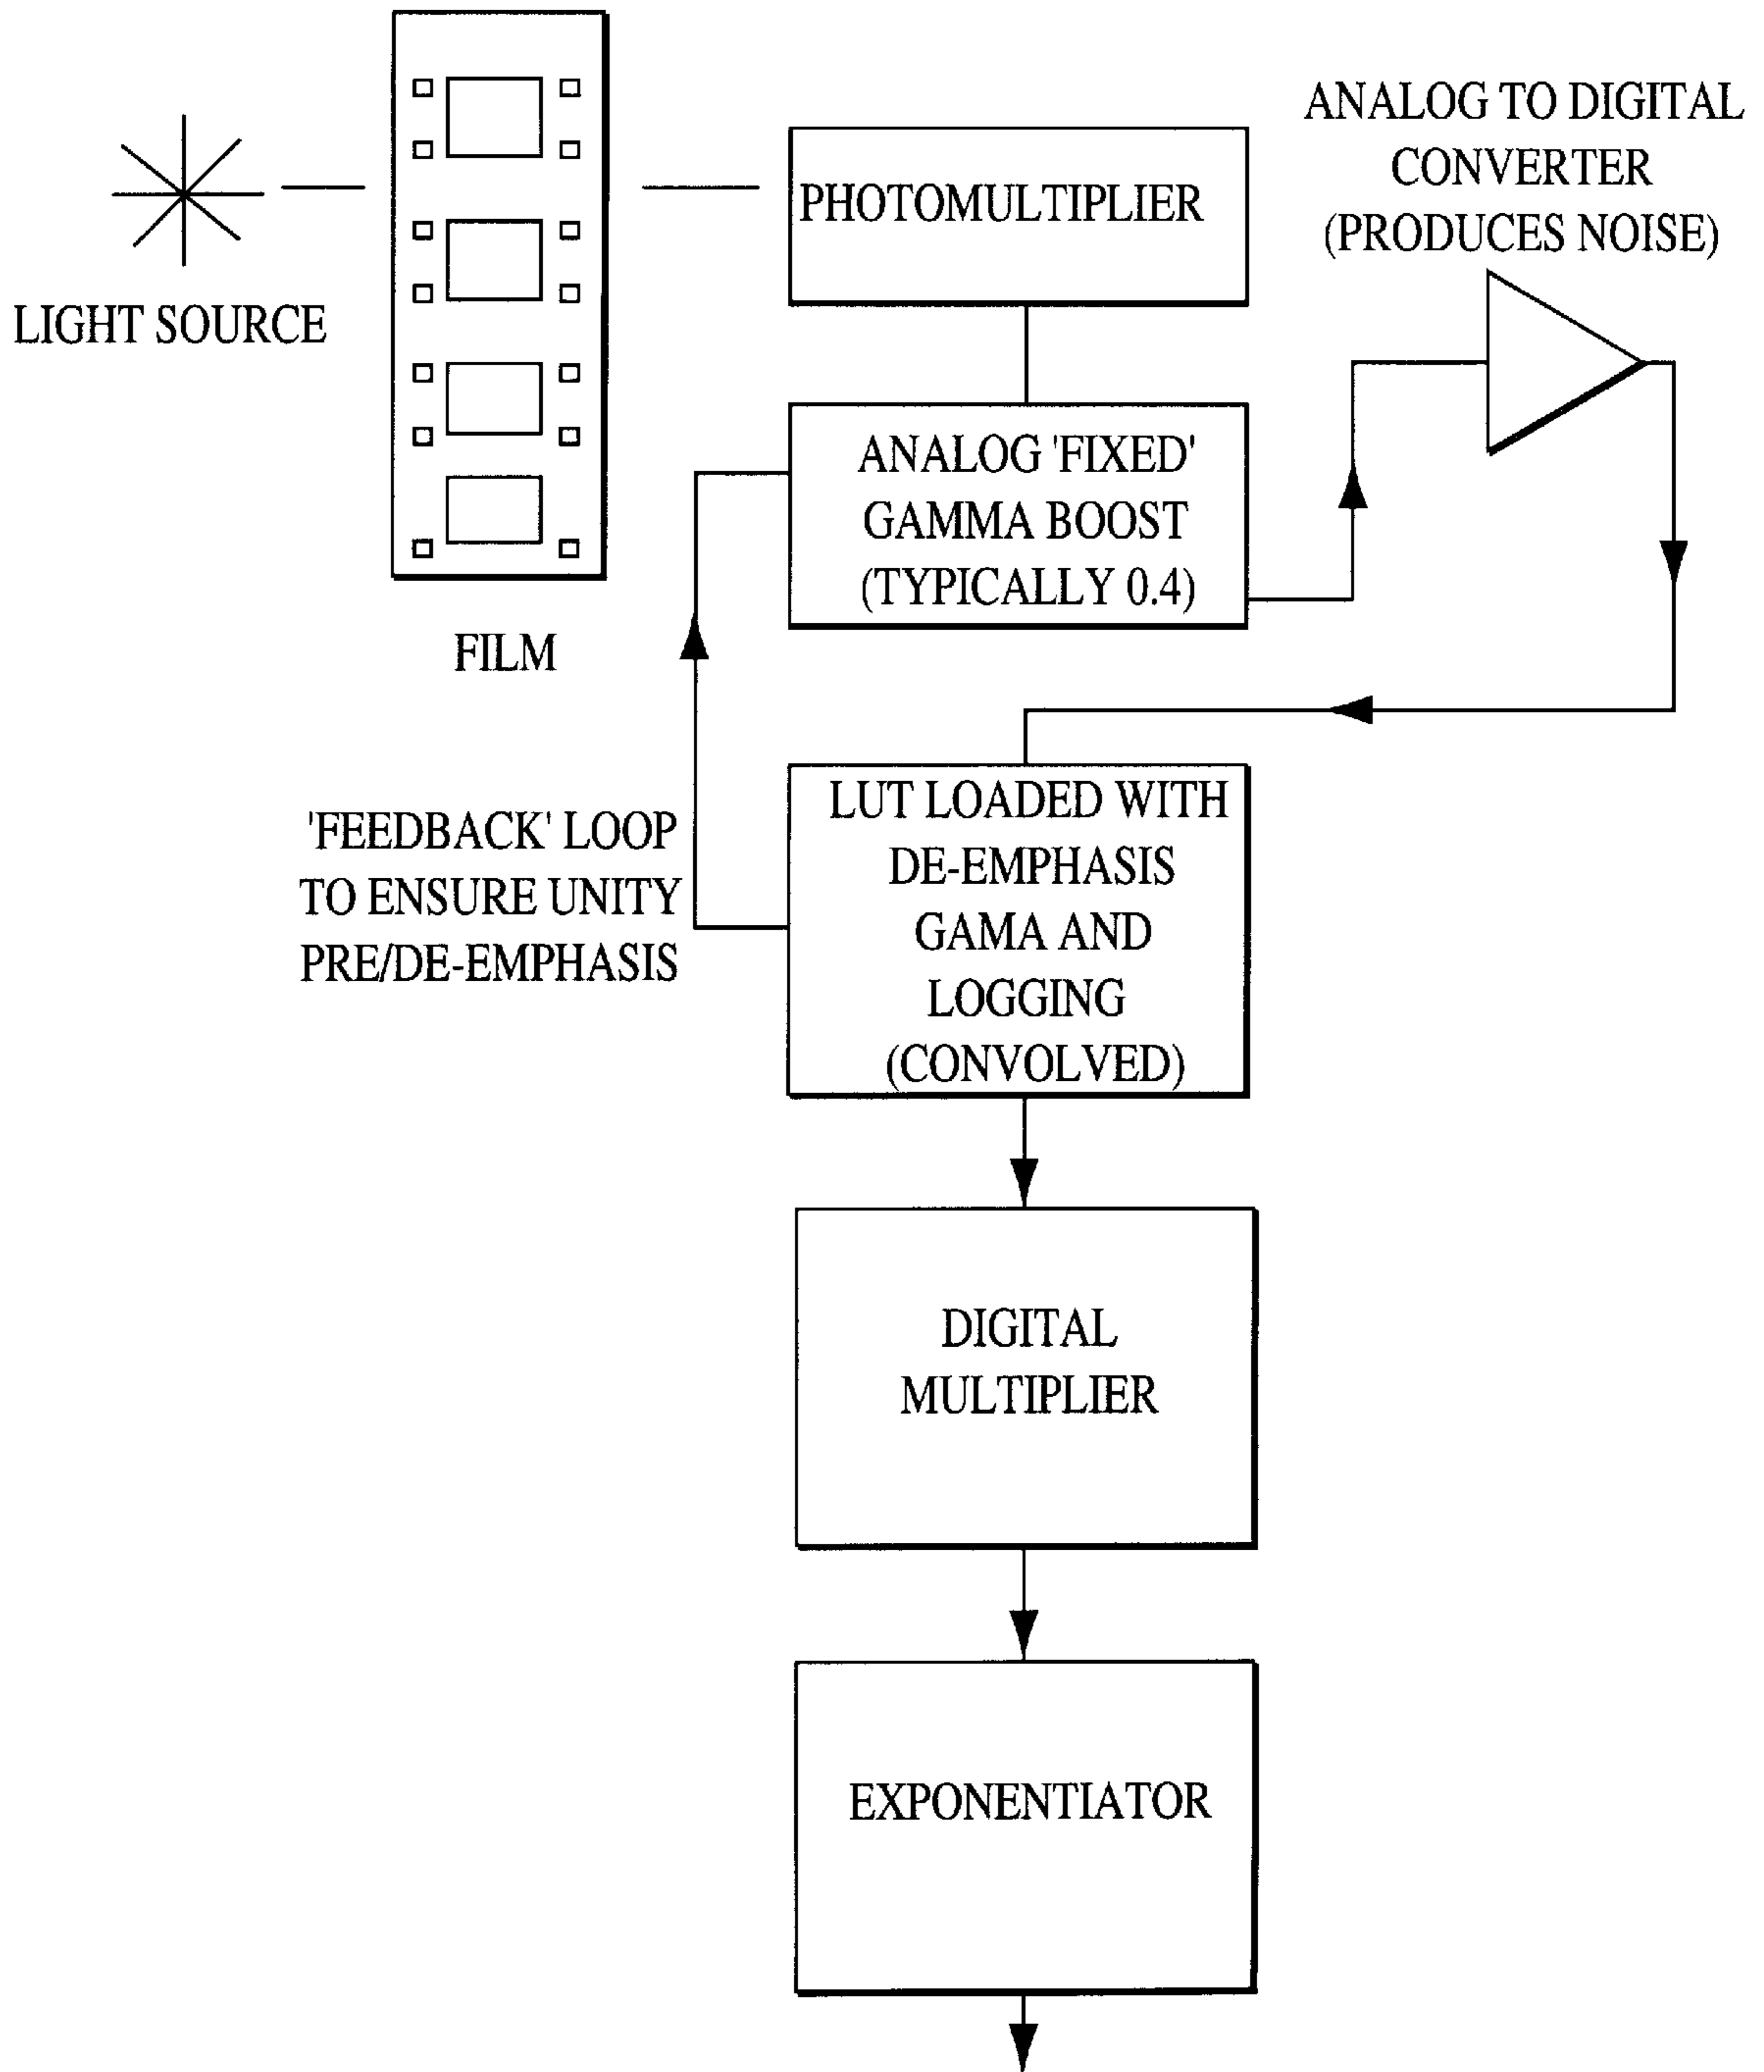 ANALOG TO DIGITAL
CONVERTER
(PRODUCES NOISE)
PHOTOMULTIPLIER
LIGHT SOURCE
ANALOG 'FIXED'
GAMMA BOOST
(TYPICALLY 0.4)
FILM
'FEEDBACK' LOOP
TO ENSURE UNITY
PRE/DE-EMPHASIS
LUT LOADED WITH
DE-EMPHASIS
GAMA AND
LOGGING
(CONVOLVED)
DIGITAL
MULTIPLIER
EXPONENTIATOR